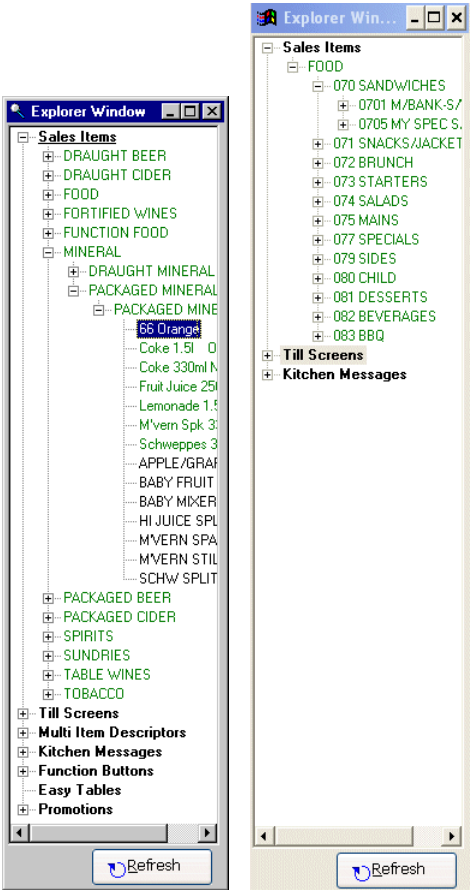 Explorer Window
Sales Items
DRAUGHT BEER
DRAUGHT CIDER
FOOD
FORTIFIED WINES
FUNCTION FOOD
MINERAL
DRAUGHT MINERAL
PACKAGED MINERAL
PACKAGED MINE
66 Orange
Coke 1.5l O
Coke 330ml N
Fruit Juice 250
Lemonade 1.5
M'vern Spk 33
Schweppes 3
APPLE/GRAP
BABY FRUIT
BABY MIXER
HI JUICE SPL
M'VERN SPA
M'VERN STIL
SCHW SPLIT
PACKAGED BEER
PACKAGED CIDER
SPIRITS
SUNDRIES
TABLE WINES
TOBACCO
Till Screens
Multi Item Descriptors
Kitchen Messages
Function Buttons
Easy Tables
Promotions
Refresh
Explorer Win...
Sales Items
FOOD
070 SANDWICHES
0701 M/BANK-S/
0705 MY SPEC S.
071 SNACKS/JACKET
072 BRUNCH
073 STARTERS
074 SALADS
075 MAINS
077 SPECIALS
079 SIDES
080 CHILD
081 DESSERTS
082 BEVERAGES
083 BBQ
Till Screens
Kitchen Messages
Refresh